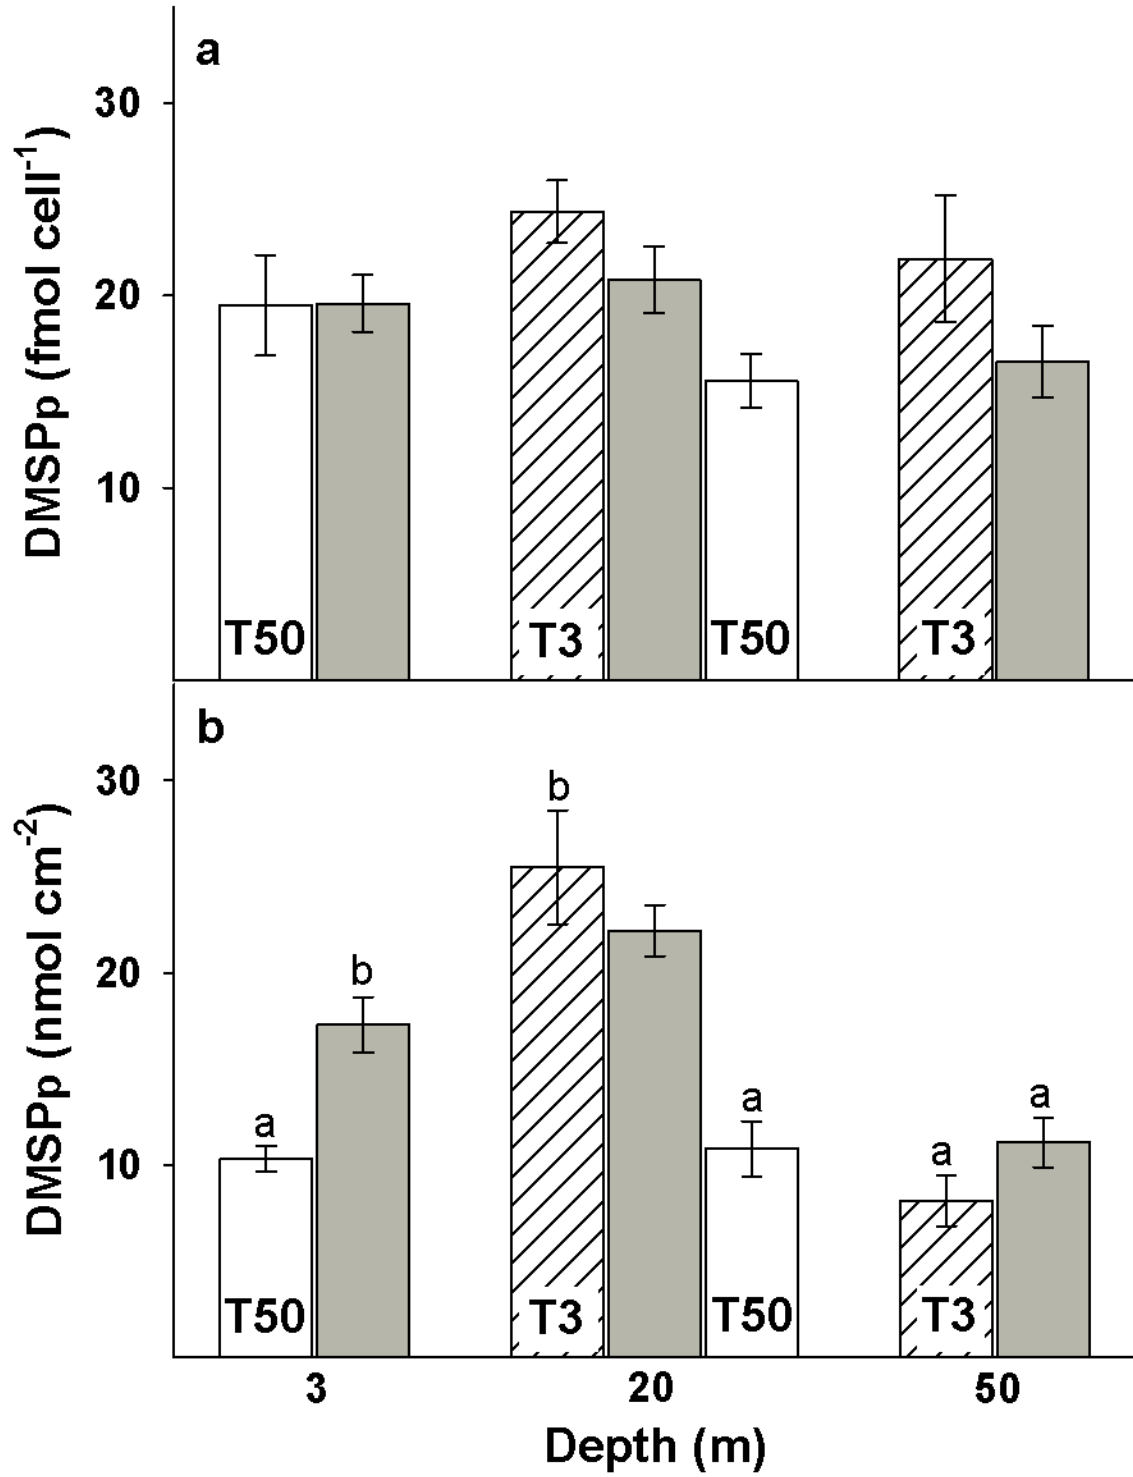 a
DMSPp (fmol cell-1)
30
20
10
T50
T3
T50
T3
b
DMSPp (nmol cm-2)
30
20
10
a
b
b
a
a
a
T50
T3
T50
T3
3
20
50
Depth (m)